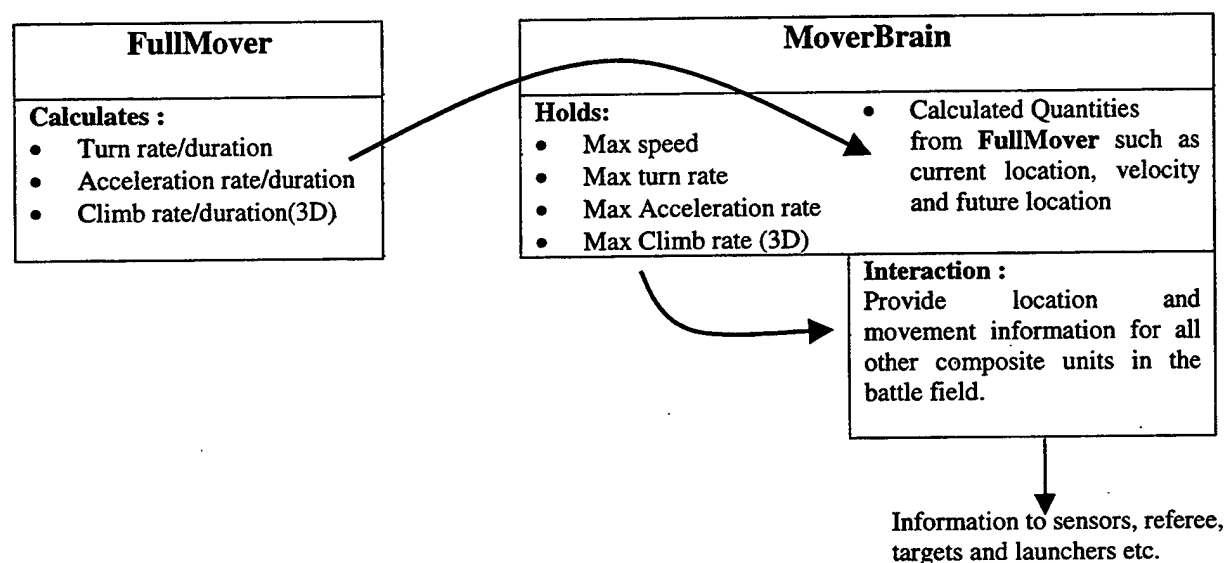 FullMover
Calculates :
• Turn rate/duration
• Acceleration rate/duration
• Climb rate/duration(3D)
MoverBrain
Holds:
• Max speed
• Max turn rate
• Max Acceleration rate
• Max Climb rate (3D)
• Calculated Quantities
from FullMover such as
current location, velocity
and future location
Interaction :
Provide location and
movement information for all
other composite units in the
battle field.
Information to sensors, referee,
targets and launchers etc.